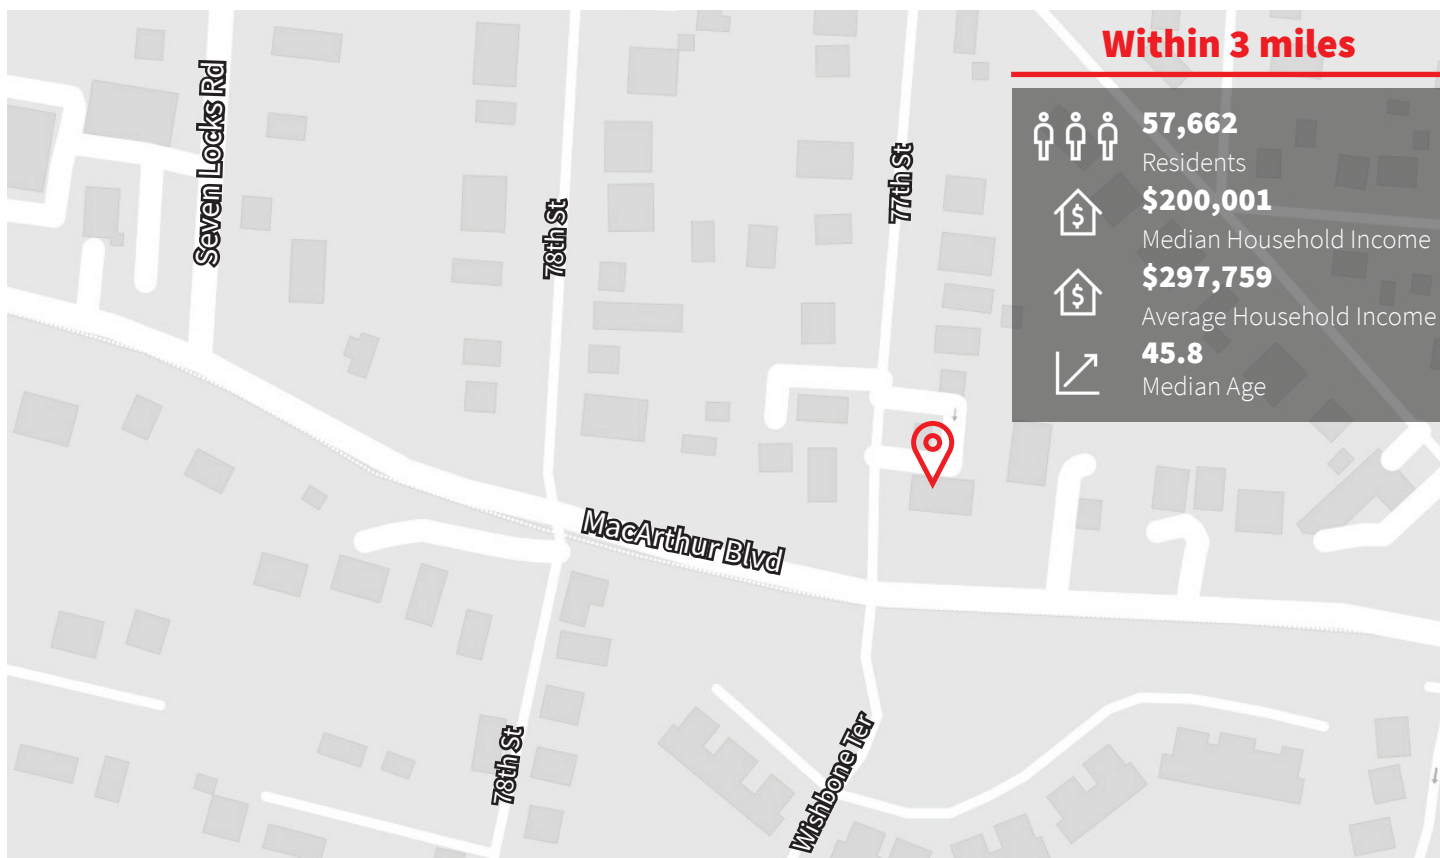 Within 3 miles
57,662
Residents
$200,001
Median Household Income
$297,759
Average Household Income
45.8
Median Age
Seven Locks Rd
78th St
77th St
MacArthur Blvd
78th St
Wishbone Ter